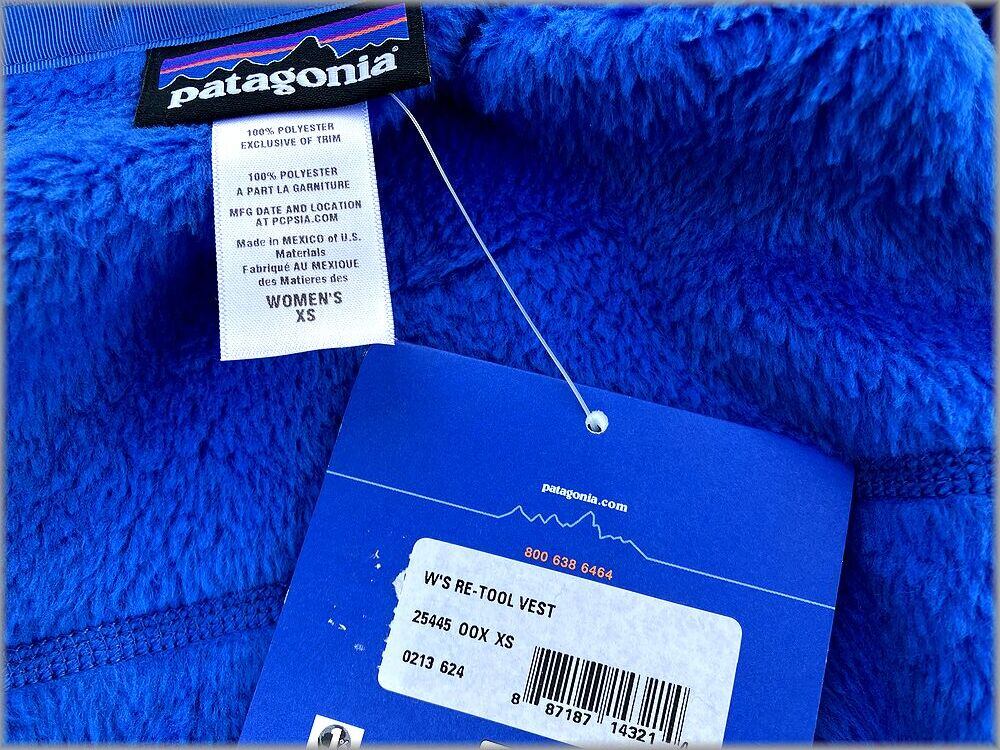 patagonia®
100% POLYESTER
EXCLUSIVE OF TRIM
100% POLYESTER
A PART LA GARNITURE
MFG DATE AND LOCATION
AT PCPSIA.COM
Made in MEXICO of U.S.
Materials
Fabriqué AU MEXIQUE
des Matieres des
WOMEN'S
XS
patagonia.com
800 638 6464
W'S RE-TOOL VEST
25445 00X XS
0213 624
8 87187 14321